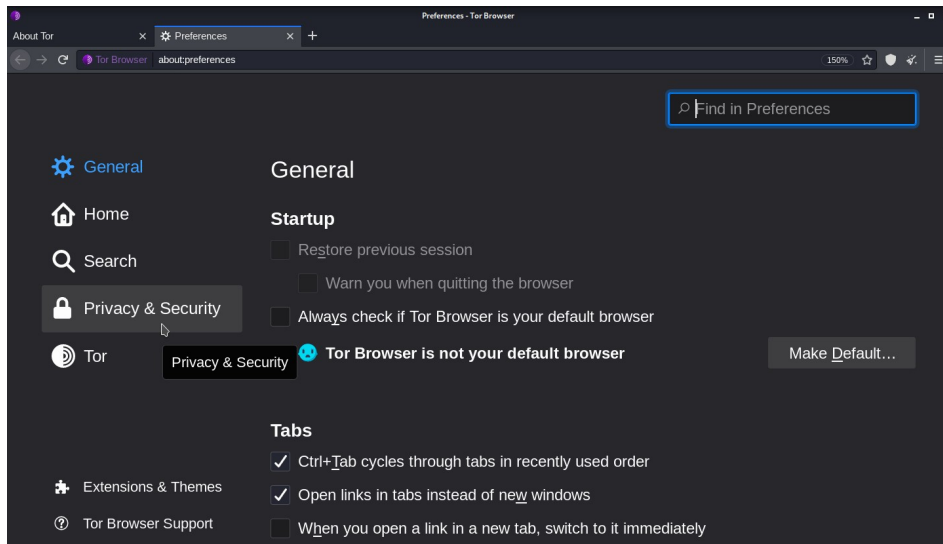 Preferences - Tor Browser
About Tor
Preferences
Tor Browser
about:preferences
150%
Find in Preferences
General
Home
Search
Privacy & Security
Tor
Privacy & Security
Extensions & Themes
Tor Browser Support
General
Startup
Restore previous session
Warn you when quitting the browser
Always check if Tor Browser is your default browser
Tor Browser is not your default browser
Make Default…
Tabs
Ctrl+Tab cycles through tabs in recently used order
Open links in tabs instead of new windows
When you open a link in a new tab, switch to it immediately